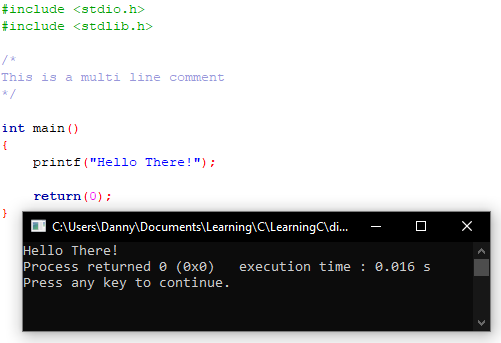 #include <stdio.h>
#include <stdlib.h>
/*
This is a multi line comment
*/
int main()
{
    printf("Hello There!");
    return(0);
}
C:\Users\Danny\Documents\Learning\C\LearningC\di...
Hello There!
Process returned 0 (0x0)   execution time : 0.016 s
Press any key to continue.